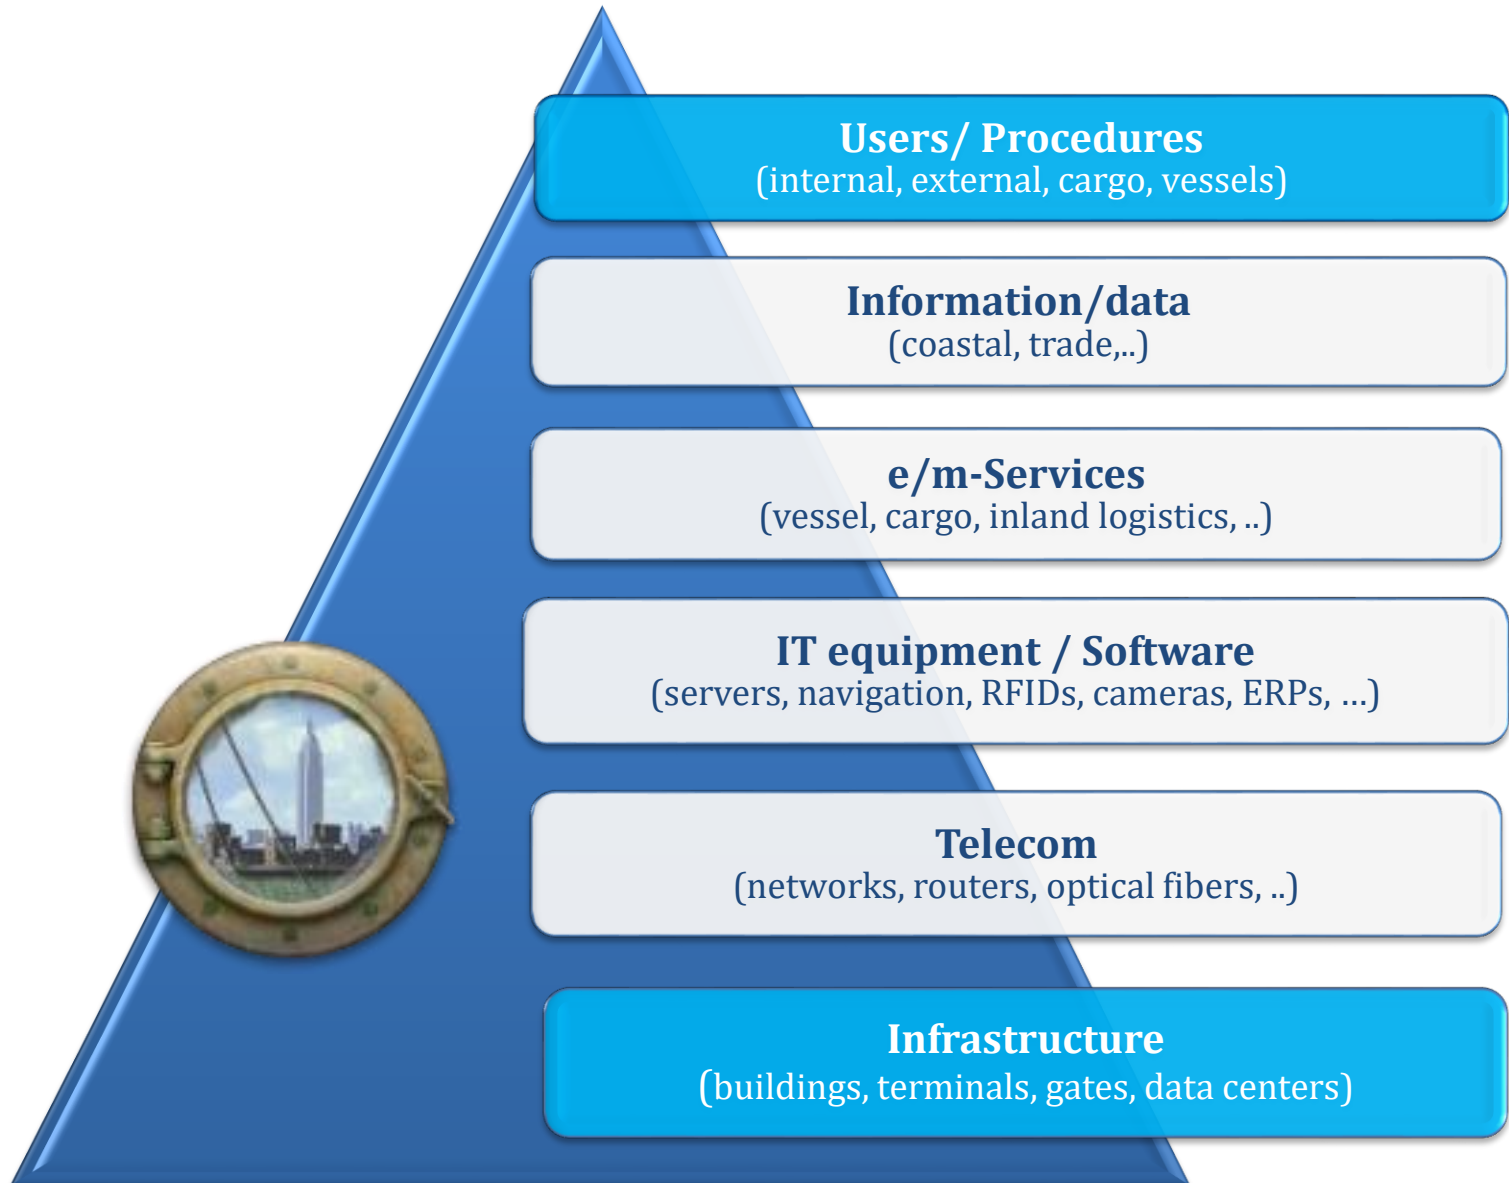 Users/ Procedures
(internal, external, cargo, vessels)
Information/data
(coastal, trade,..)
e/m-Services
(vessel, cargo, inland logistics, ..)
IT equipment / Software
(servers, navigation, RFIDs, cameras, ERPs, ...)
Telecom
(networks, routers, optical fibers, ..)
Infrastructure
(buildings, terminals, gates, data centers)